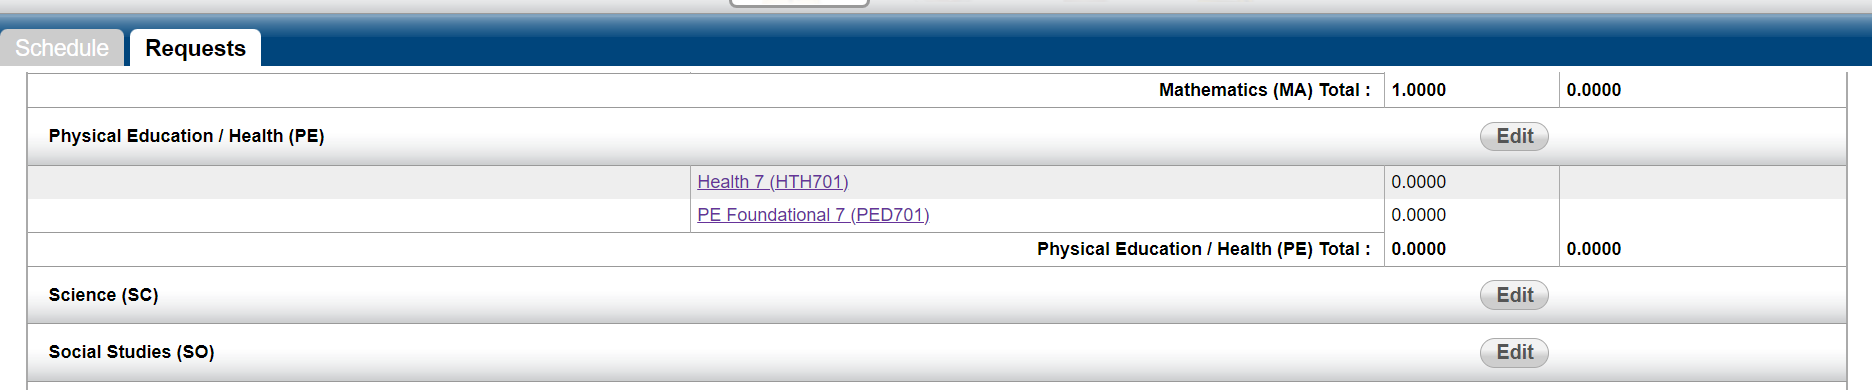 Schedule Requests
Mathematics (MA) Total : 1.0000 0.0000
Physical Education / Health (PE) Edit
Health 7 (HTH701) 0.0000
PE Foundational 7 (PED701) 0.0000
Physical Education / Health (PE) Total : 0.0000 0.0000
Science (SC) Edit
Social Studies (SO) Edit